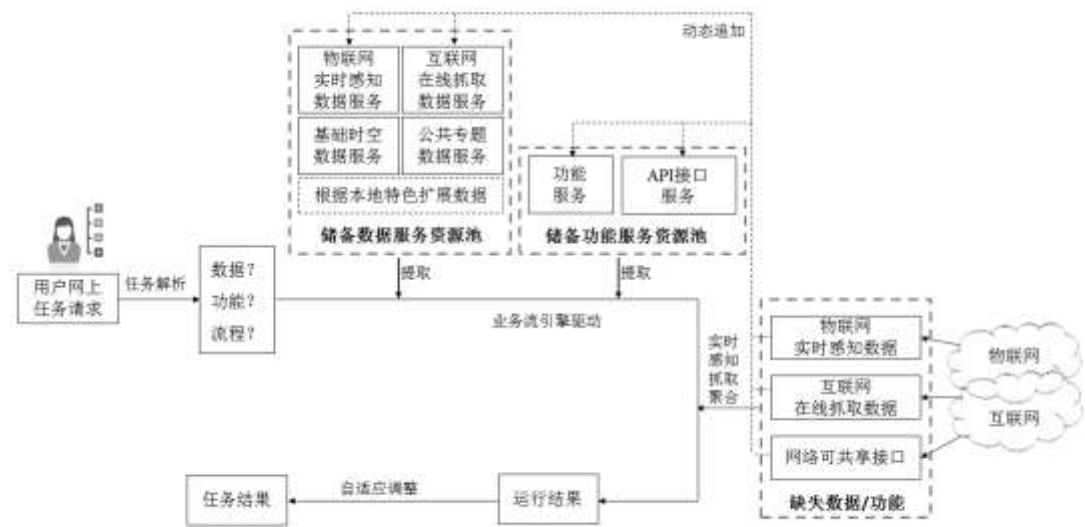 动态追加
物联网
实时感知
数据服务
互联网
在线抓取
数据服务
基础时空
数据服务
公共专题
数据服务
根据本地特色扩展数据
储备数据服务资源池
功能
服务
API接口
服务
储备功能服务资源池
用户网上
任务请求
任务解析
数据？
功能？
流程？
提取
提取
业务流引擎驱动
实时
感知
抓取
聚合
物联网
实时感知数据
互联网
在线抓取数据
网络可共享接口
缺失数据/功能
物联网
互联网
任务结果
自适应调整
运行结果